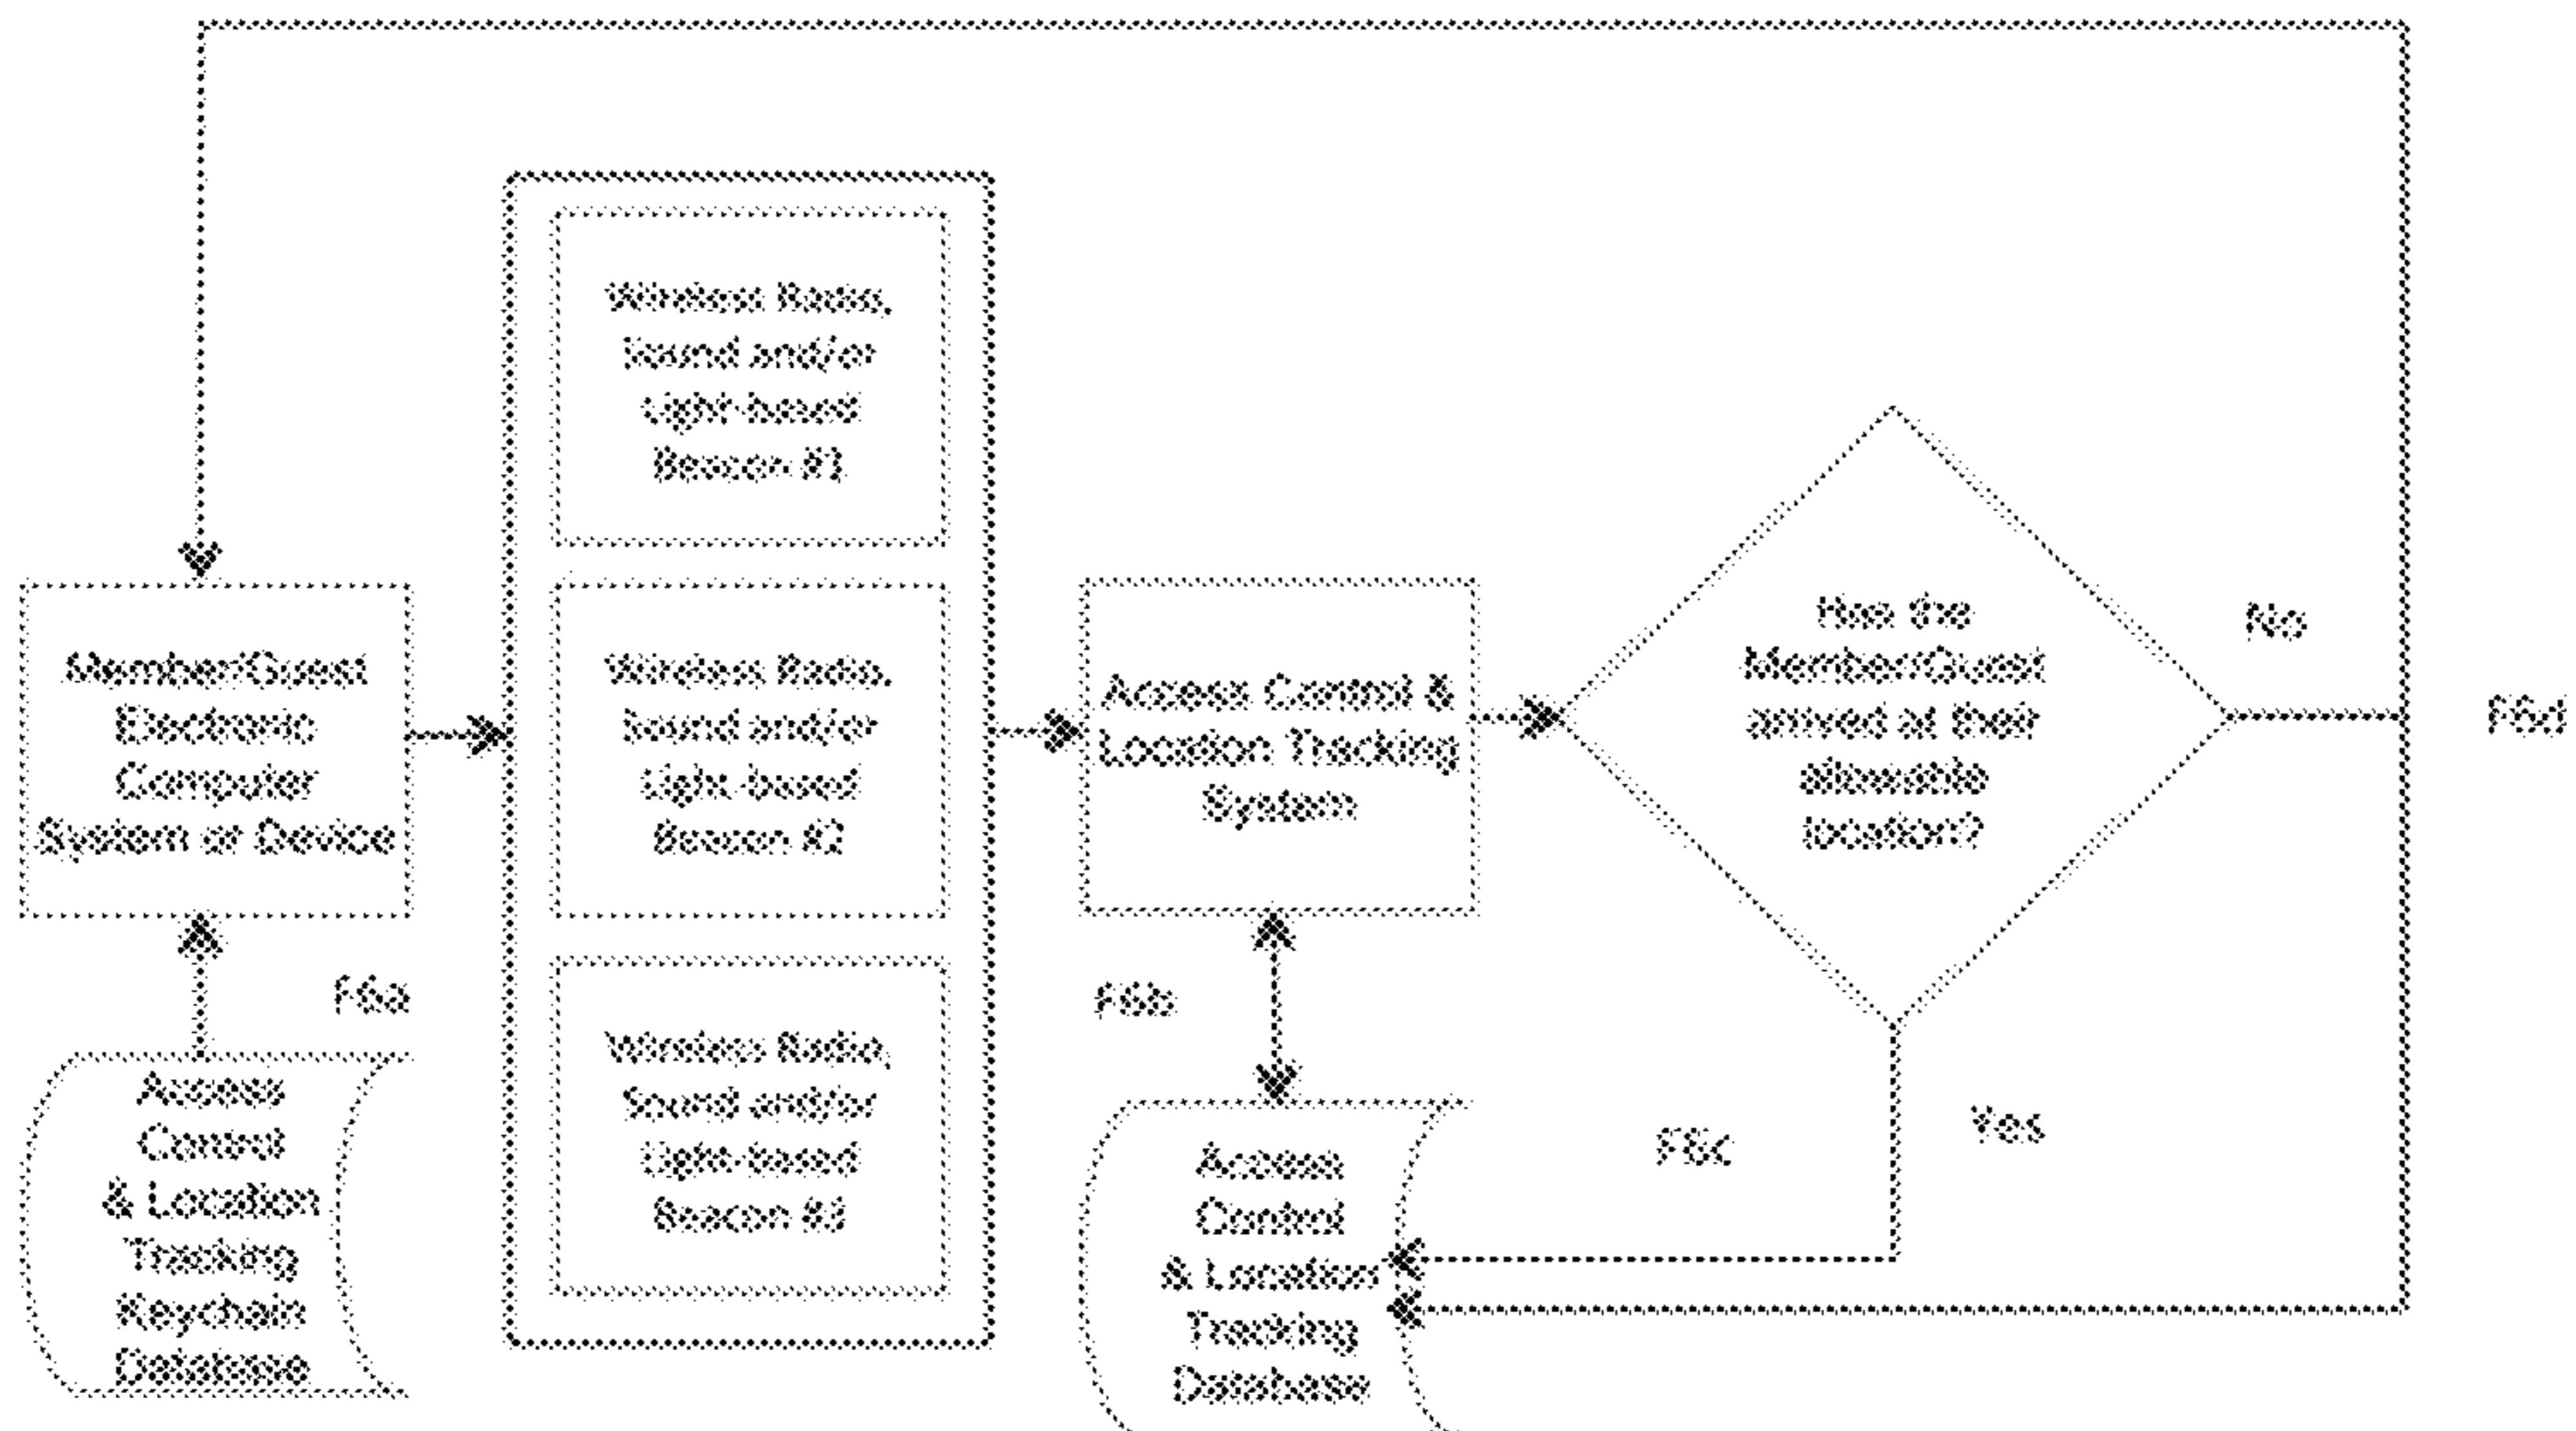 Member/Guest
Electronic
Computer
System or Device
F6a
Access
Control
& Location
Tracking
Keychain
Database
Wireless Radio,
Sound and/or
Light-based
Beacon #1
Wireless Radio,
Sound and/or
Light-based
Beacon #2
Wireless Radio,
Sound and/or
Light-based
Beacon #3
Access Control &
Location Tracking
System
F6b
Access
Control
& Location
Tracking
Database
Has the
Member/Guest
arrived at their
allowable
location?
No
F6d
F6c
Yes